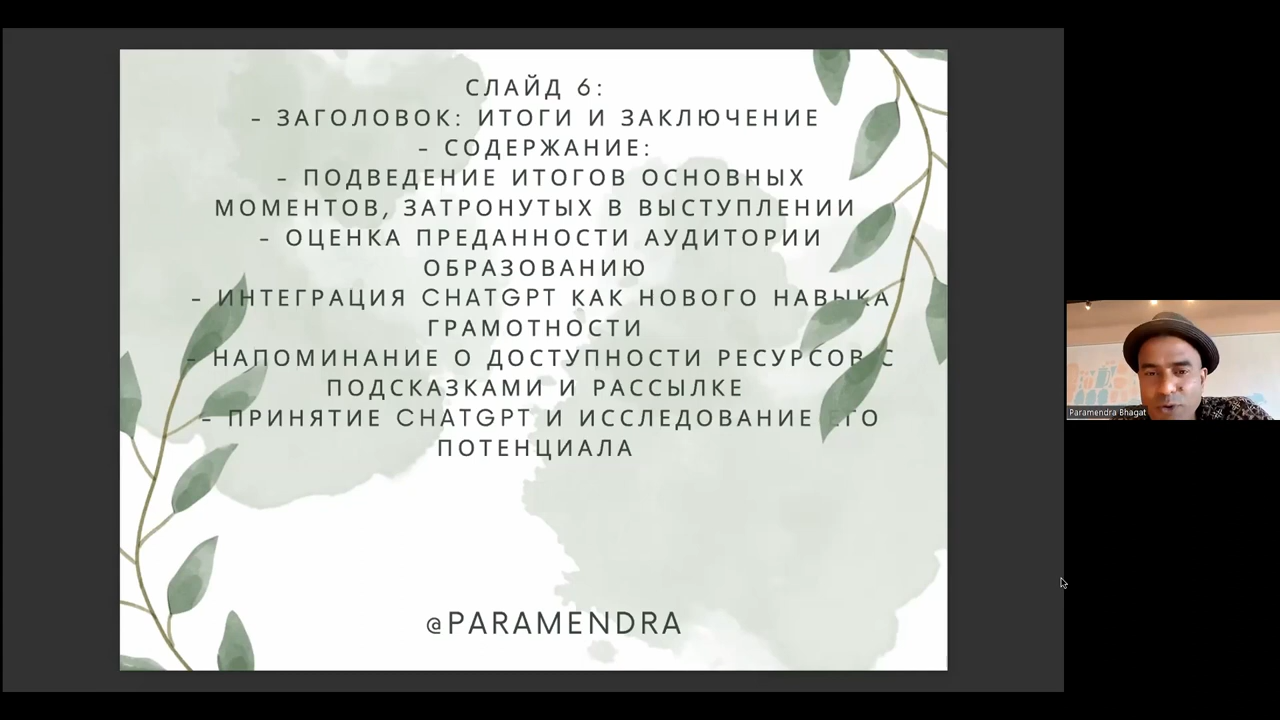 СЛАЙД 6:
- ЗАГОЛОВОК: ИТОГИ И ЗАКЛЮЧЕНИЕ
- СОДЕРЖАНИЕ:
- ПОДВЕДЕНИЕ ИТОГОВ ОСНОВНЫХ
МОМЕНТОВ, ЗАТРОНУТЫХ В ВЫСТУПЛЕНИИ
- ОЦЕНКА ПРЕДАННОСТИ АУДИТОРИИ
ОБРАЗОВАНИЮ
- ИНТЕГРАЦИЯ CHATGPT КАК НОВОГО НАВЫКА
ГРАМОТНОСТИ
- НАПОМИНАНИЕ О ДОСТУПНОСТИ РЕСУРСОВ С
ПОДСКАЗКАМИ И РАССЫЛКЕ
- ПРИНЯТИЕ CHATGPT И ИССЛЕДОВАНИЕ ЕГО
ПОТЕНЦИАЛА
@PARAMENDRA
Paramendra Bhagat